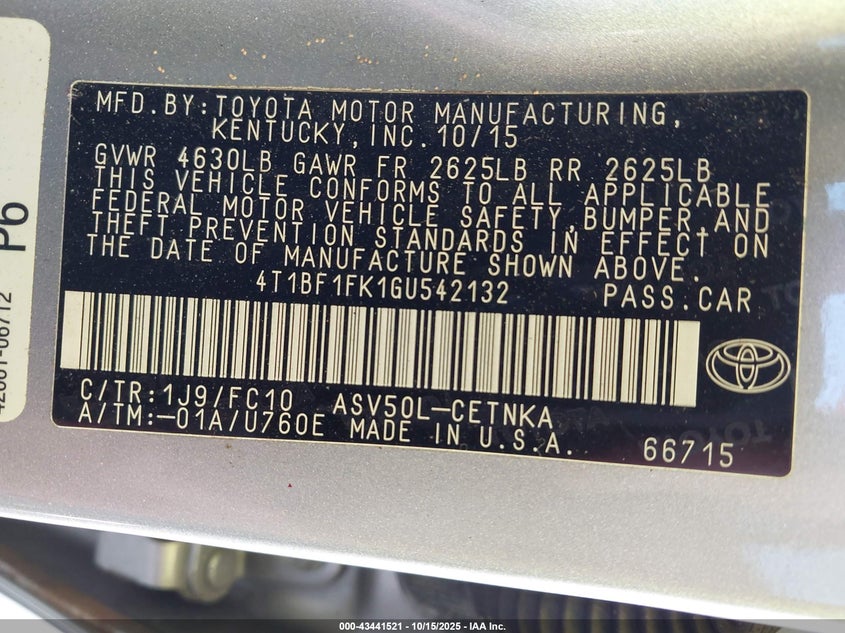 MFD.BY:TOYOTA MOTOR MANUFACTURING,
KENTUCKY,INC.10/15
GVWR 4630LB GAWR FR 2625LB RR 2625LB
THIS VEHICLE CONFORMS TO ALL APPLICABLE
FEDERAL MOTOR VEHICLE SAFETY,BUMPER,AND
THEFT PREVENTION STANDARDS IN EFFECT ON
THE DATE OF MANUFACTURE SHOWN ABOVE.
4T1BF1FK1GU542132 PASS.CAR
C/TR:1J9/FC10 ASV50L-CETNKA
A/TM:-01A/U760E MADE IN U.S.A.
66715
P6
000-43441521 - 10/15/2025 - IAA Inc.